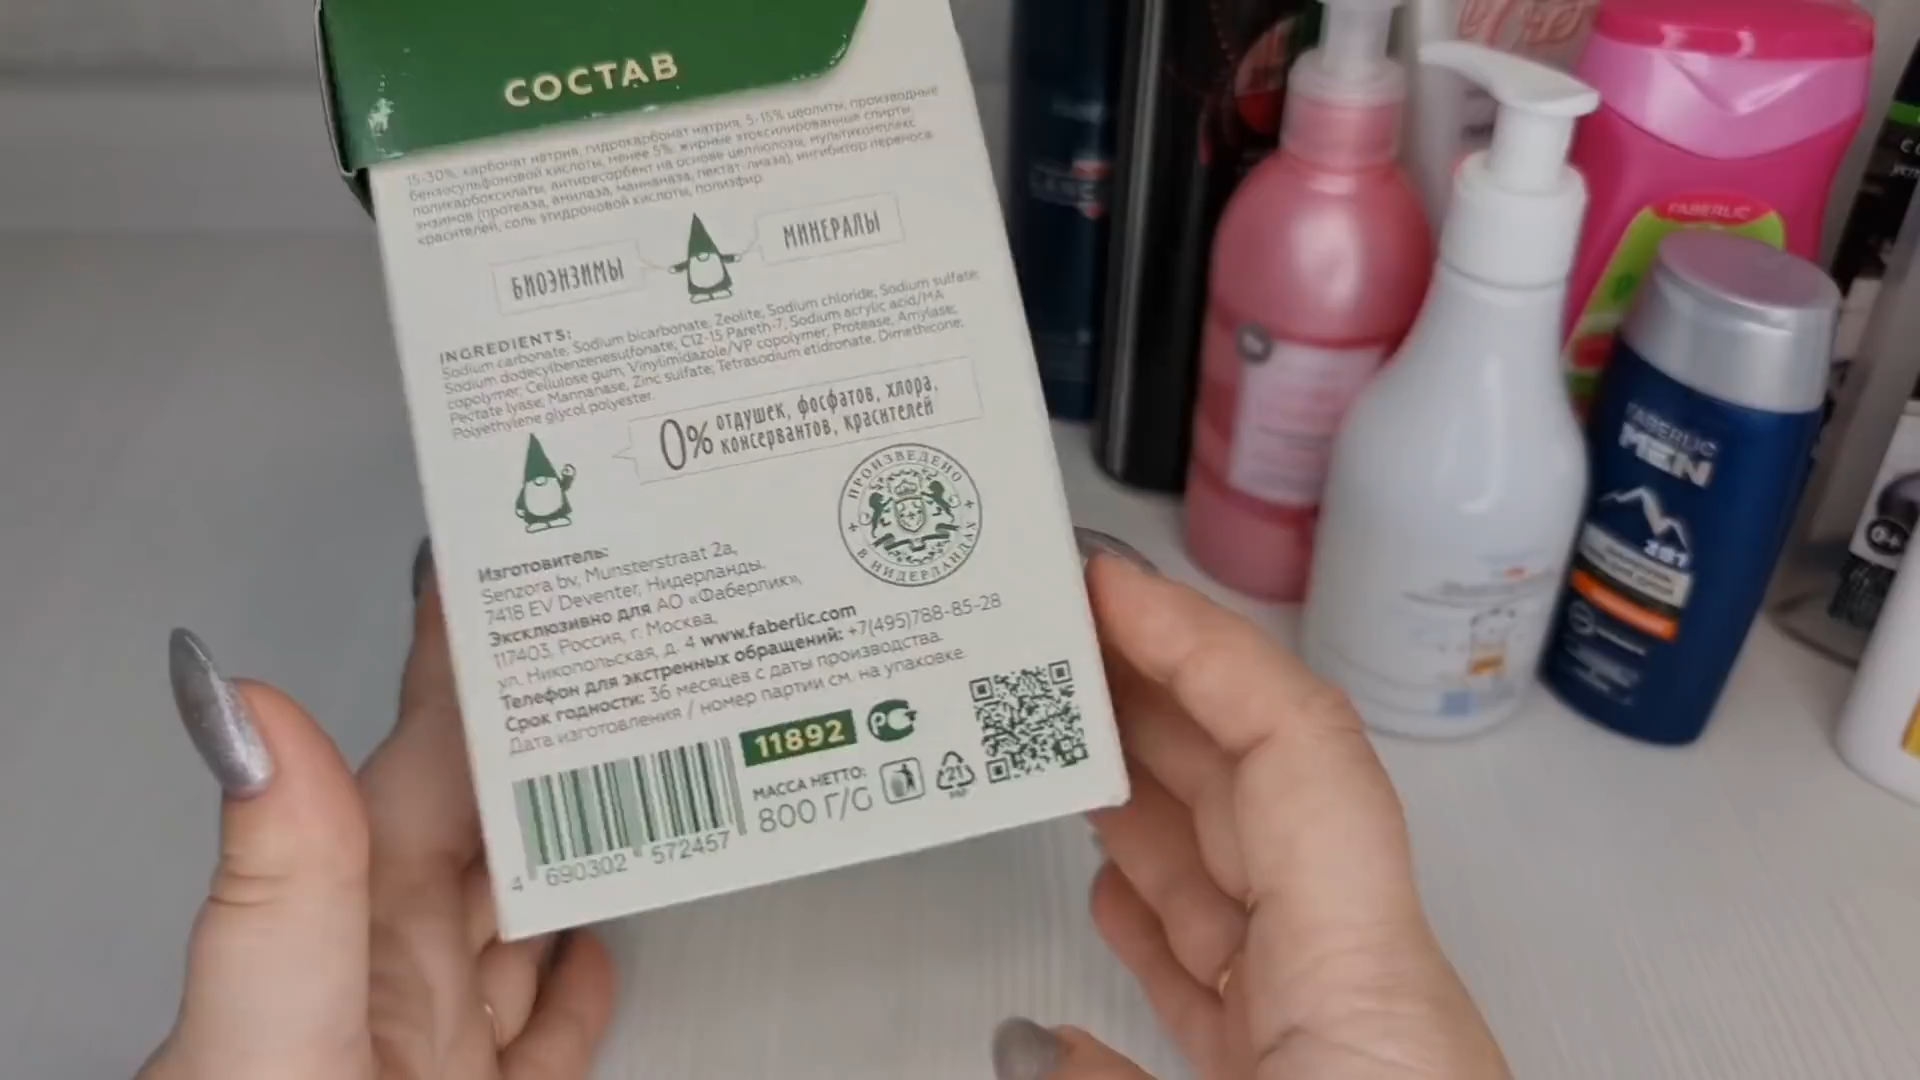 СОСТАВ
15-30%: карбонат натрия, гидрокарбонат натрия, 5-15% цеолиты, производные
бензосульфоновой кислоты, менее 5%: жирные этоксилированные спирты,
поликарбоксилаты, антиресорбент на основе целлюлозы, мультикомплекс
энзимов (протеаза, амилаза, маннаназа, пектат-лиаза), ингибитор переноса
красителей, соль этидроновой кислоты, полиэфир.
БИОЭНЗИМЫ
МИНЕРАЛЫ
INGREDIENTS:
Sodium carbonate, Sodium bicarbonate, Zeolite, Sodium chloride, Sodium sulfate,
Sodium dodecylbenzenesulfonate, C12-15 Pareth-7, Sodium acrylic acid/MA
copolymer, Cellulose gum, Vinylimidazole/VP copolymer, Protease, Amylase,
Pectate lyase, Mannanase, Zinc sulfate, Tetrasodium etidronate, Dimethicone,
Polyethylene glycol polyester.
0% отдушек, фосфатов, хлора,
консервантов, красителей
ПРОИЗВЕДЕНО
В НИДЕРЛАНДАХ
Изготовитель:
Senzora bv, Munsterstraat 2a,
7418 EV Deventer, Нидерланды.
Эксклюзивно для АО «Фаберлик»,
117403, Россия, г. Москва,
ул. Никопольская, д. 4 www.faberlic.com
Телефон для экстренных обращений: +7(495)788-85-28
Срок годности: 36 месяцев с даты производства.
Дата изготовления / номер партии см. на упаковке.
11892
МАССА НЕТТО:
800 Г/G
21
PAP
4 690302 572457
FABERLIC
FABERLIC
MEN
0+